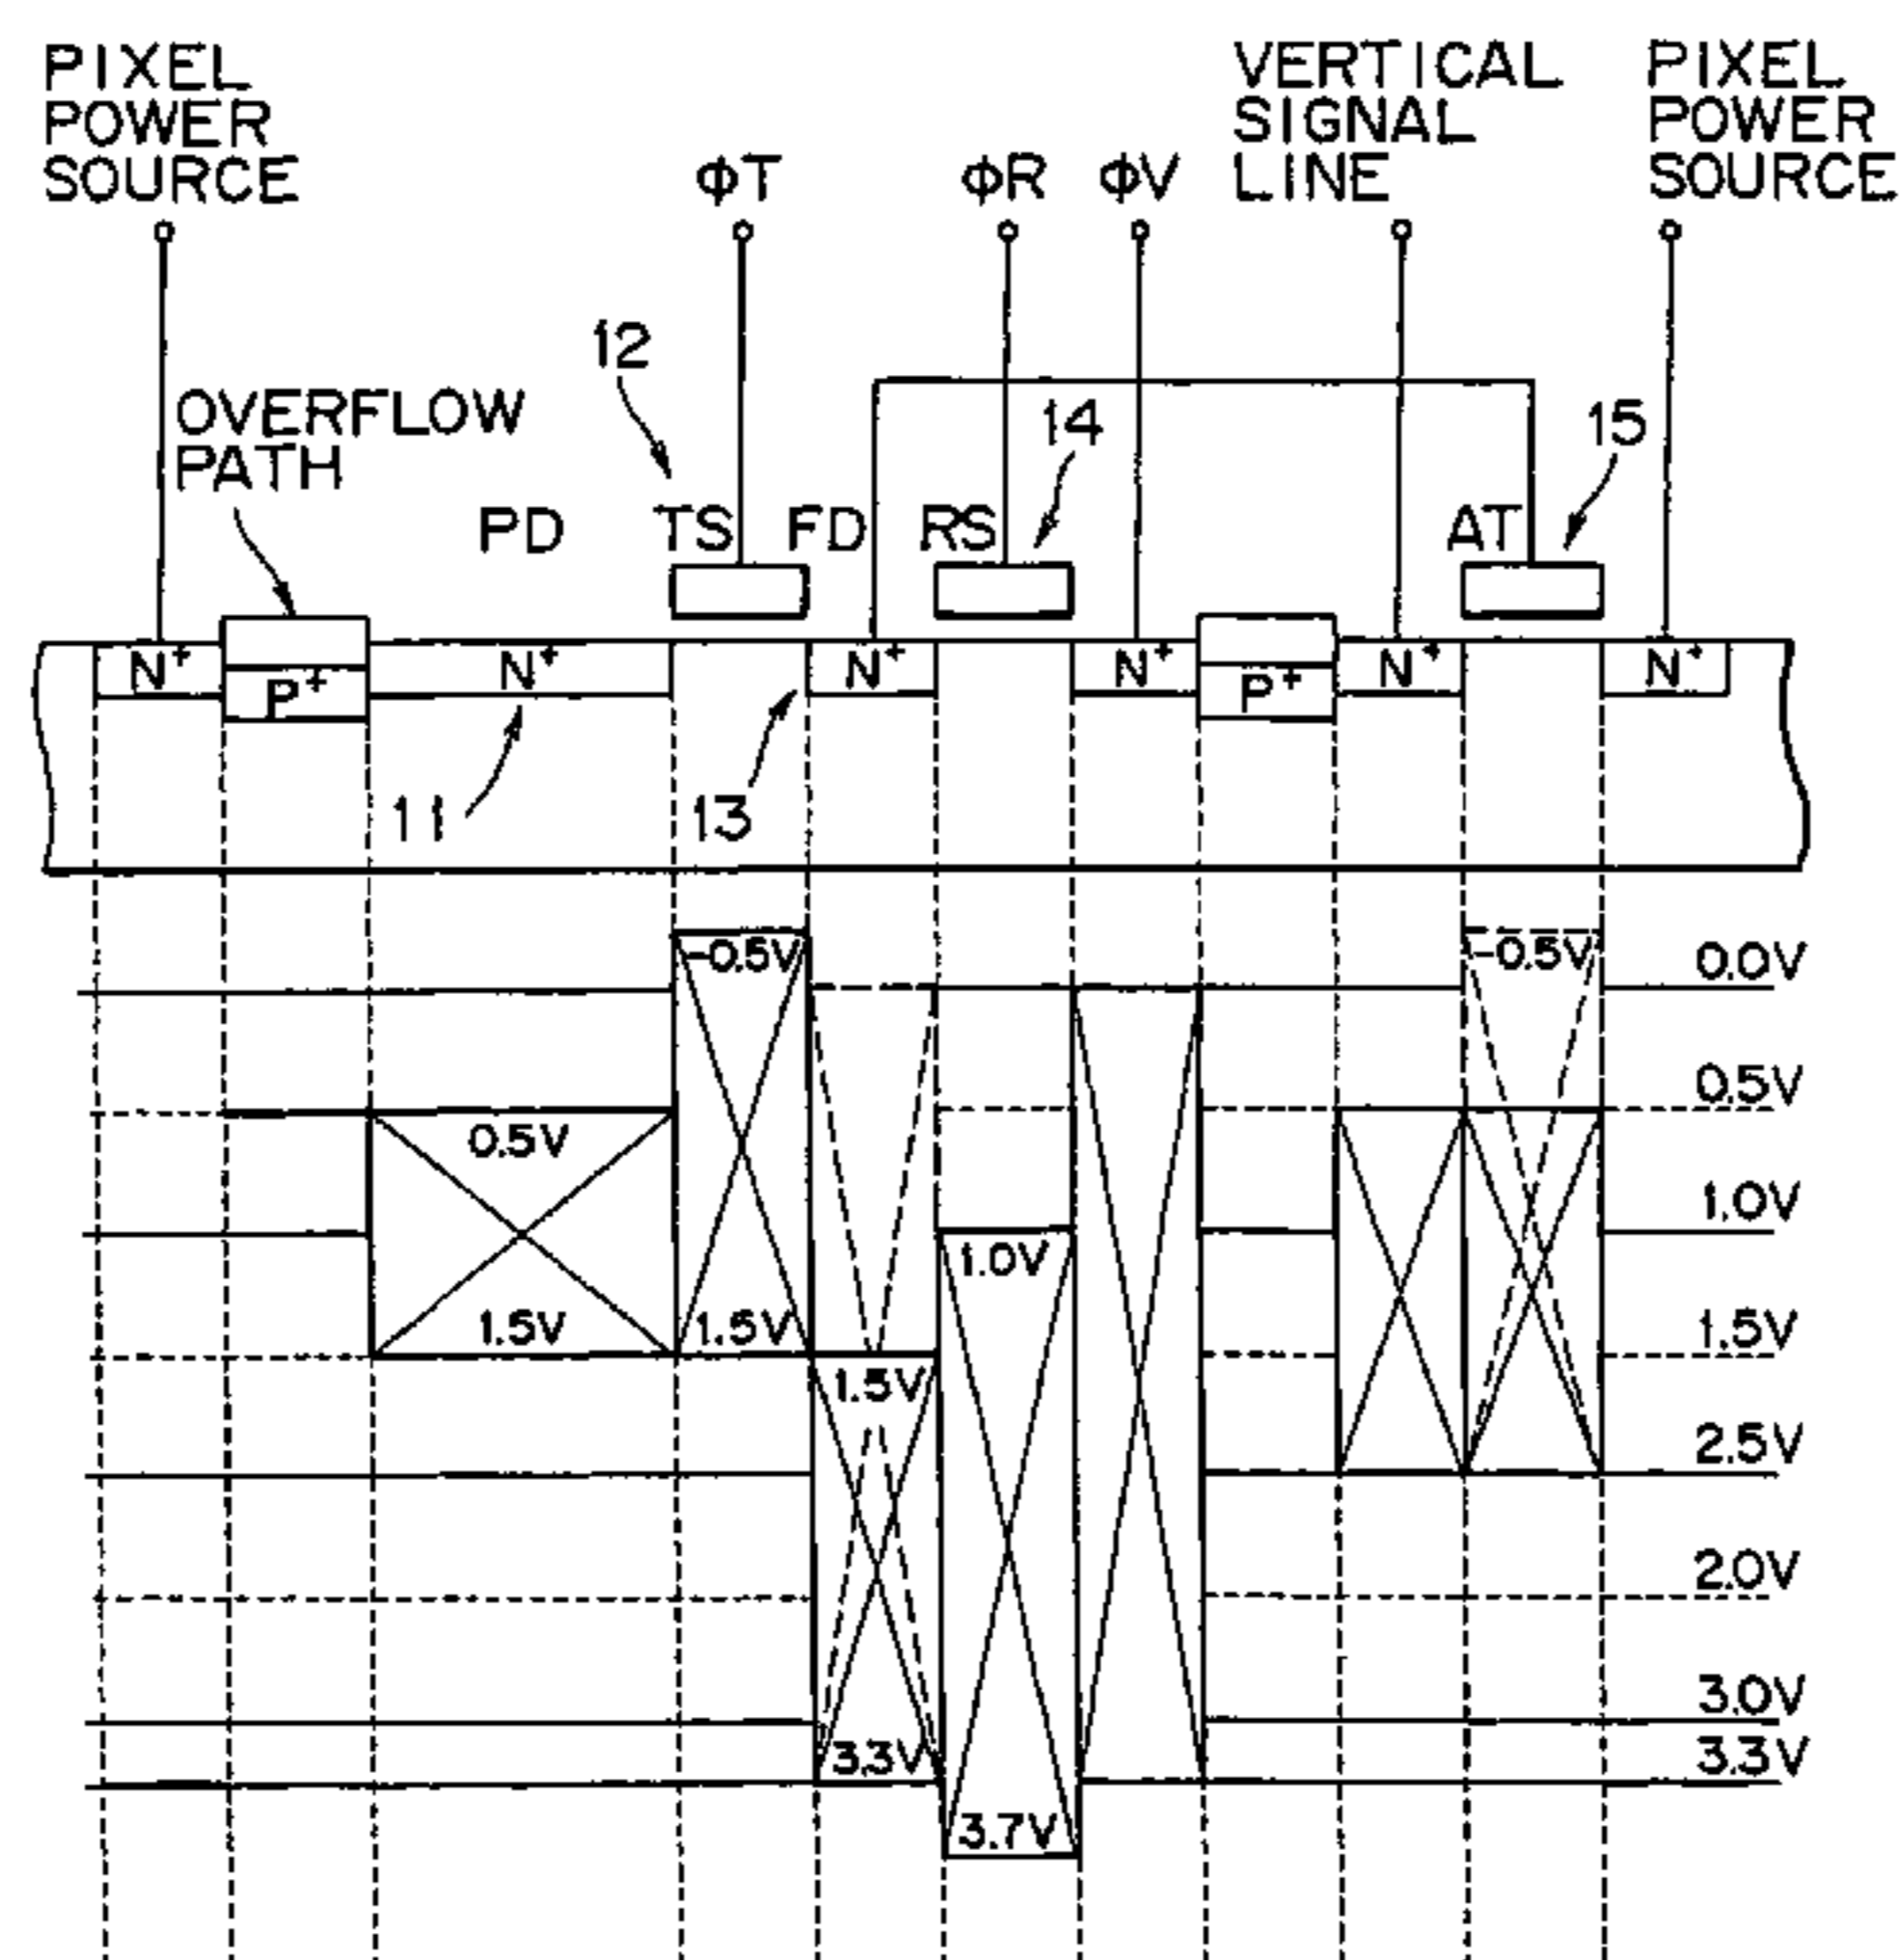 PIXEL
POWER
SOURCE
ΦT
ΦR
ΦV
VERTICAL
SIGNAL
LINE
PIXEL
POWER
SOURCE
12
OVERFLOW
PATH
14
15
PD
TS
FD
RS
AT
N+
P+
N+
N+
N+
P+
N+
N+
11
13
-0.5V
-0.5V
0.0V
0.5V
0.5V
1.0V
1.0V
1.5V
1.5V
1.5V
1.5V
2.5V
2.0V
3.0V
3.3V
3.3V
3.7V